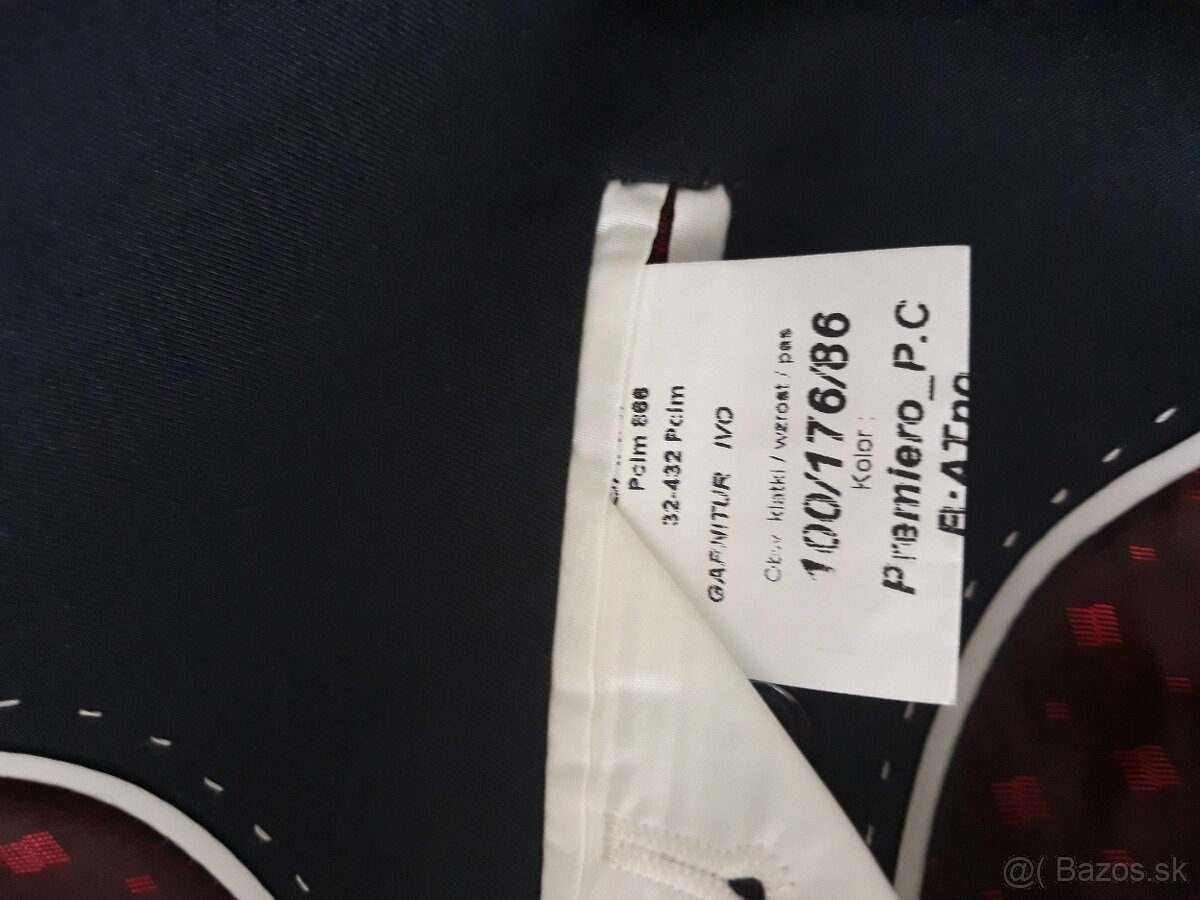 Pclm 866
32-432 Pclm
GARNITUR IVO
Obw. klatki / wzrost / pas
100/176/86
Kolor :
Premiero_P.C
@( Bazos.sk